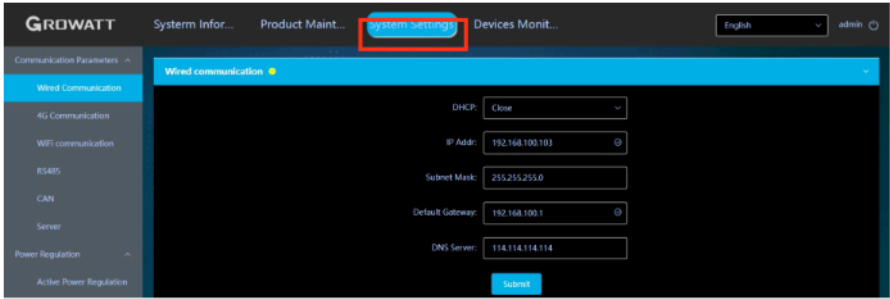 GROWATT
Systerm Infor...
Product Maint...
System Settings
Devices Monit...
English
admin
Communication Parameters
Wired Communication
4G Communication
WiFi communication
RS485
CAN
Server
Power Regulation
Active Power Regulation
Wired communication
DHCP: Close
IP Addr: 192.168.100.103
Subnet Mask: 255.255.255.0
Default Gateway: 192.168.100.1
DNS Server: 114.114.114.114
Submit